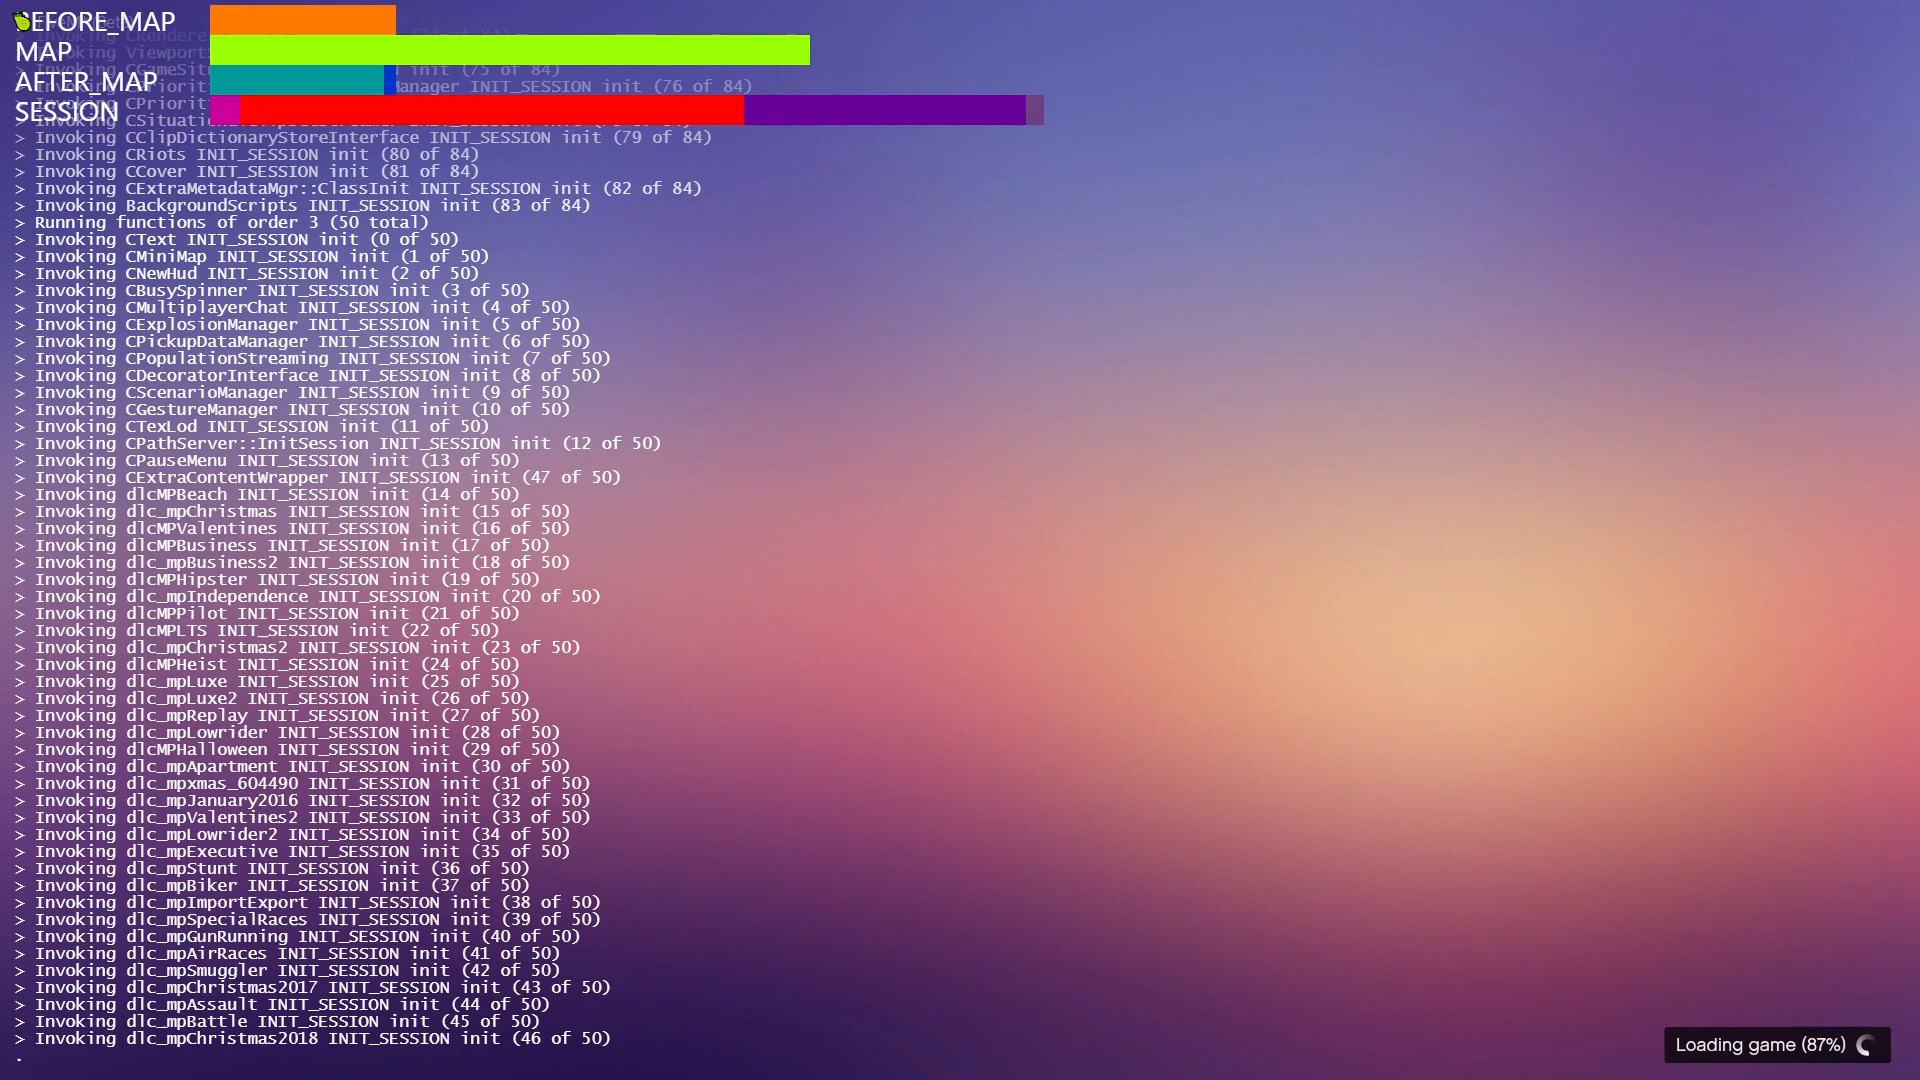 BEFORE_MAP
MAP
AFTER_MAP
SESSION
> Invoking init (75 of 84)
Manager INIT_SESSION init (76 of 84)
> Invoking CClipDictionaryStoreInterface INIT_SESSION init (79 of 84)
> Invoking CRiots INIT_SESSION init (80 of 84)
> Invoking CCover INIT_SESSION init (81 of 84)
> Invoking CExtraMetadataMgr::ClassInit INIT_SESSION init (82 of 84)
> Invoking BackgroundScripts INIT_SESSION init (83 of 84)
> Running functions of order 3 (50 total)
> Invoking CText INIT_SESSION init (0 of 50)
> Invoking CMiniMap INIT_SESSION init (1 of 50)
> Invoking CNewHud INIT_SESSION init (2 of 50)
> Invoking CBusySpinner INIT_SESSION init (3 of 50)
> Invoking CMultiplayerChat INIT_SESSION init (4 of 50)
> Invoking CExplosionManager INIT_SESSION init (5 of 50)
> Invoking CPickupDataManager INIT_SESSION init (6 of 50)
> Invoking CPopulationStreaming INIT_SESSION init (7 of 50)
> Invoking CDecoratorInterface INIT_SESSION init (8 of 50)
> Invoking CScenarioManager INIT_SESSION init (9 of 50)
> Invoking CGestureManager INIT_SESSION init (10 of 50)
> Invoking CTexLod INIT_SESSION init (11 of 50)
> Invoking CPathServer::InitSession INIT_SESSION init (12 of 50)
> Invoking CPauseMenu INIT_SESSION init (13 of 50)
> Invoking CExtraContentWrapper INIT_SESSION init (47 of 50)
> Invoking dlcMPBeach INIT_SESSION init (14 of 50)
> Invoking dlc_mpChristmas INIT_SESSION init (15 of 50)
> Invoking dlcMPValentines INIT_SESSION init (16 of 50)
> Invoking dlcMPBusiness INIT_SESSION init (17 of 50)
> Invoking dlc_mpBusiness2 INIT_SESSION init (18 of 50)
> Invoking dlcMPHipster INIT_SESSION init (19 of 50)
> Invoking dlc_mpIndependence INIT_SESSION init (20 of 50)
> Invoking dlcMPPilot INIT_SESSION init (21 of 50)
> Invoking dlcMPLTS INIT_SESSION init (22 of 50)
> Invoking dlc_mpChristmas2 INIT_SESSION init (23 of 50)
> Invoking dlcMPHeist INIT_SESSION init (24 of 50)
> Invoking dlc_mpLuxe INIT_SESSION init (25 of 50)
> Invoking dlc_mpLuxe2 INIT_SESSION init (26 of 50)
> Invoking dlc_mpReplay INIT_SESSION init (27 of 50)
> Invoking dlc_mpLowrider INIT_SESSION init (28 of 50)
> Invoking dlcMPHalloween INIT_SESSION init (29 of 50)
> Invoking dlc_mpApartment INIT_SESSION init (30 of 50)
> Invoking dlc_mpxmas_604490 INIT_SESSION init (31 of 50)
> Invoking dlc_mpJanuary2016 INIT_SESSION init (32 of 50)
> Invoking dlc_mpValentines2 INIT_SESSION init (33 of 50)
> Invoking dlc_mpLowrider2 INIT_SESSION init (34 of 50)
> Invoking dlc_mpExecutive INIT_SESSION init (35 of 50)
> Invoking dlc_mpStunt INIT_SESSION init (36 of 50)
> Invoking dlc_mpBiker INIT_SESSION init (37 of 50)
> Invoking dlc_mpImportExport INIT_SESSION init (38 of 50)
> Invoking dlc_mpSpecialRaces INIT_SESSION init (39 of 50)
> Invoking dlc_mpGunRunning INIT_SESSION init (40 of 50)
> Invoking dlc_mpAirRaces INIT_SESSION init (41 of 50)
> Invoking dlc_mpSmuggler INIT_SESSION init (42 of 50)
> Invoking dlc_mpChristmas2017 INIT_SESSION init (43 of 50)
> Invoking dlc_mpAssault INIT_SESSION init (44 of 50)
> Invoking dlc_mpBattle INIT_SESSION init (45 of 50)
> Invoking dlc_mpChristmas2018 INIT_SESSION init (46 of 50)
Loading game (87%)